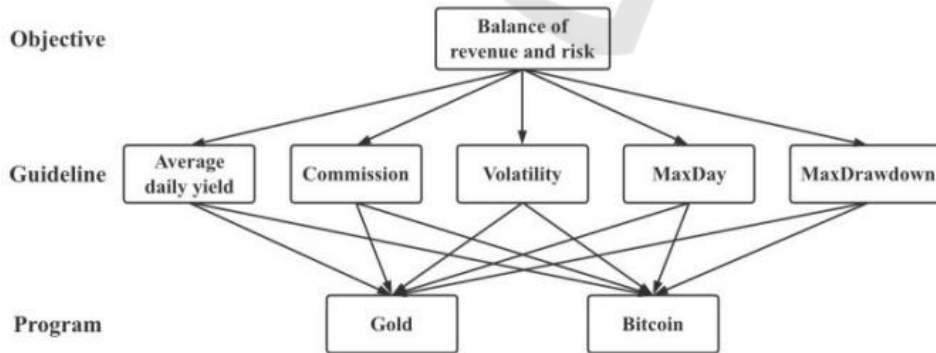 Objective
Balance of
revenue and risk
Guideline
Average
daily yield
Commission
Volatility
MaxDay
MaxDrawdown
Program
Gold
Bitcoin